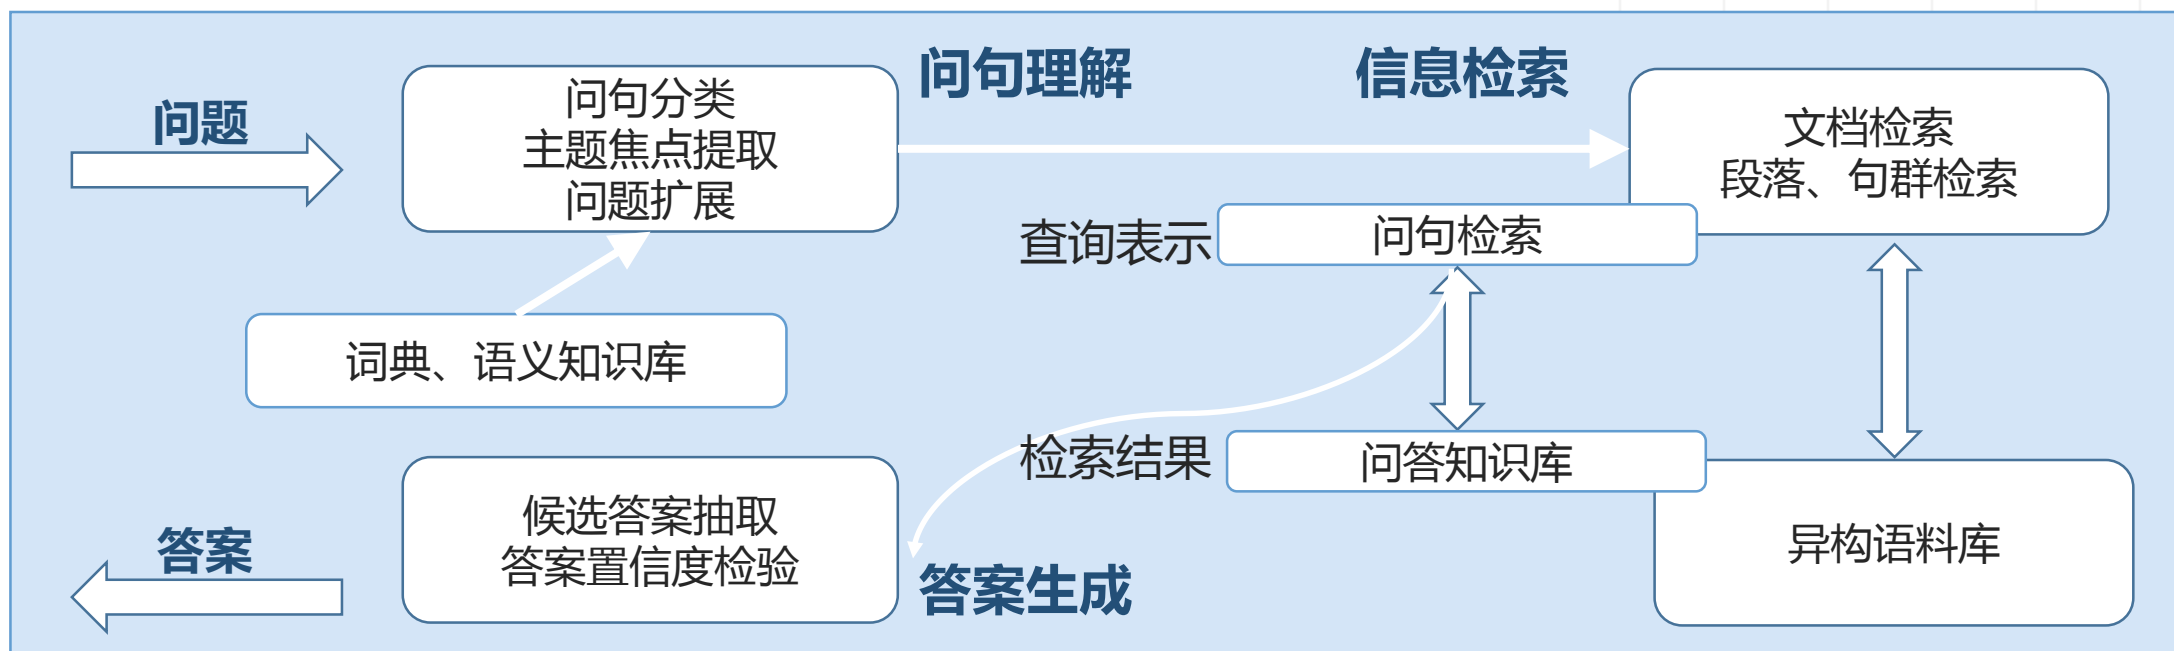 问题
问句分类
主题焦点提取
问题扩展
问句理解
信息检索
文档检索
段落、句群检索
查询表示
问句检索
词典、语义知识库
检索结果
问答知识库
异构语料库
候选答案抽取
答案置信度检验
答案
答案生成